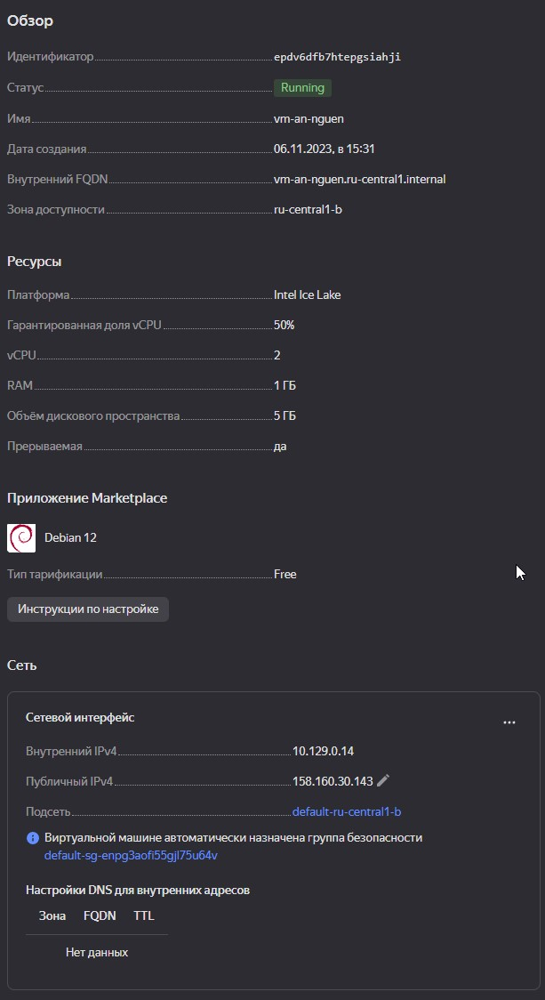 Обзор
Идентификатор epdv6dfb7htepgsiahji
Статус Running
Имя vm-an-nguen
Дата создания 06.11.2023, в 15:31
Внутренний FQDN vm-an-nguen.ru-central1.internal
Зона доступности ru-central1-b
Ресурсы
Платформа Intel Ice Lake
Гарантированная доля vCPU 50%
vCPU 2
RAM 1 ГБ
Объём дискового пространства 5 ГБ
Прерываемая да
Приложение Marketplace
Debian 12
Тип тарификации Free
Инструкции по настройке
Сеть
Сетевой интерфейс
Внутренний IPv4 10.129.0.14
Публичный IPv4 158.160.30.143
Подсеть default-ru-central1-b
Виртуальной машине автоматически назначена группа безопасности
default-sg-enpg3aofi55gjl75u64v
Настройки DNS для внутренних адресов
Зона FQDN TTL
Нет данных